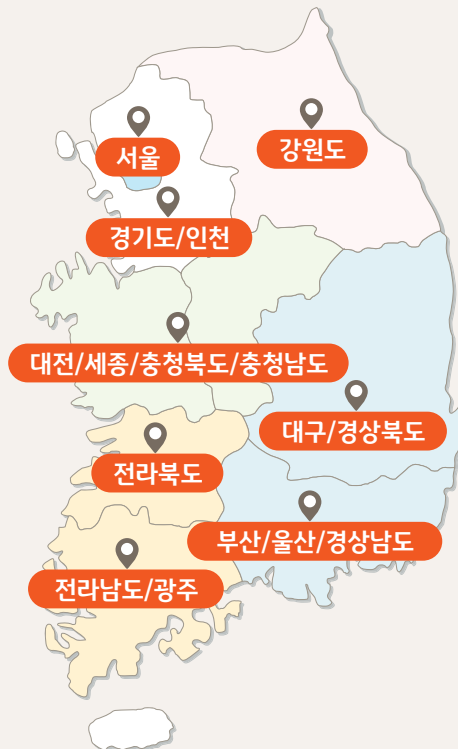 서울
강원도
경기도/인천
대전/세종/충청북도/충청남도
대구/경상북도
전라북도
부산/울산/경상남도
전라남도/광주